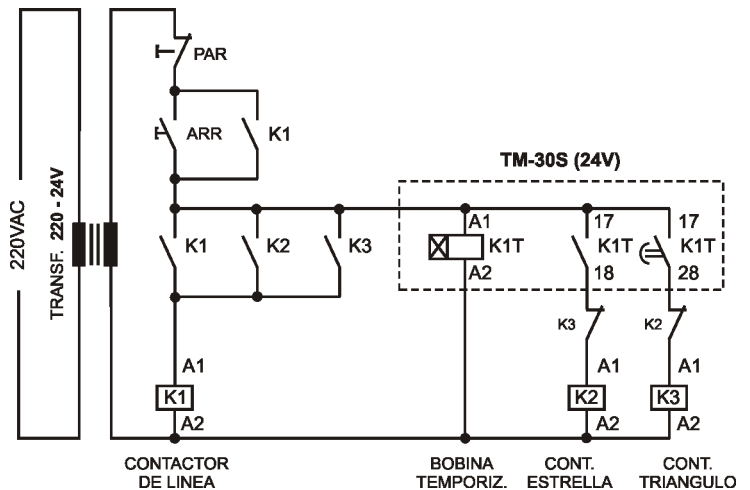 PAR
ARR
K1
TM-30S (24V)
220VAC
TRANSF. 220 - 24V
K1
K2
K3
A1
K1T
A2
17
K1T
18
17
K1T
28
K3
K2
A1
K1
A2
A1
K2
A2
A1
K3
A2
CONTACTOR
DE LINEA
BOBINA
TEMPORIZ.
CONT.
ESTRELLA
CONT.
TRIANGULO